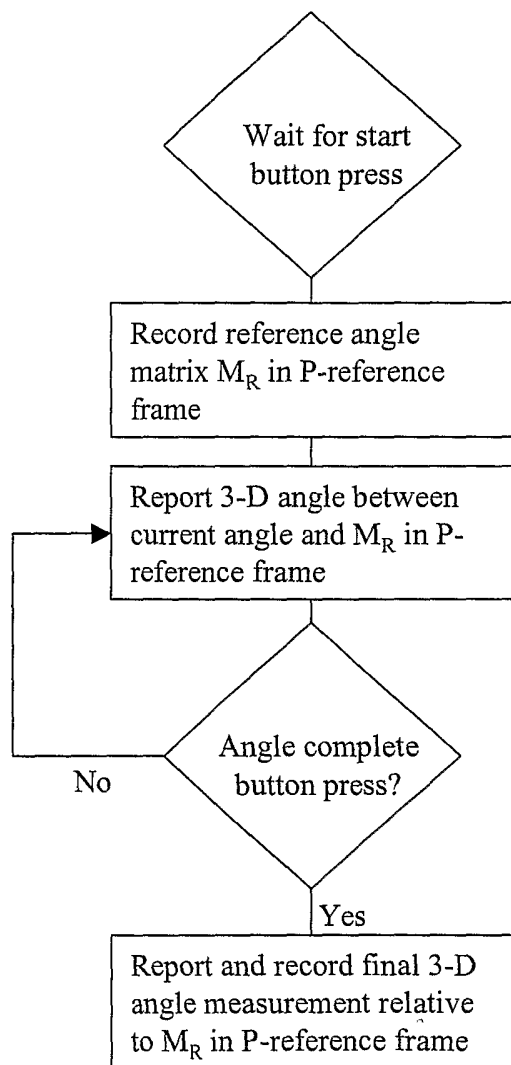 Wait for start
button press
Record reference angle
matrix M_R in P-reference
frame
Report 3-D angle between
current angle and M_R in P-
reference frame
Angle complete
button press?
No
Yes
Report and record final 3-D
angle measurement relative
to M_R in P-reference frame